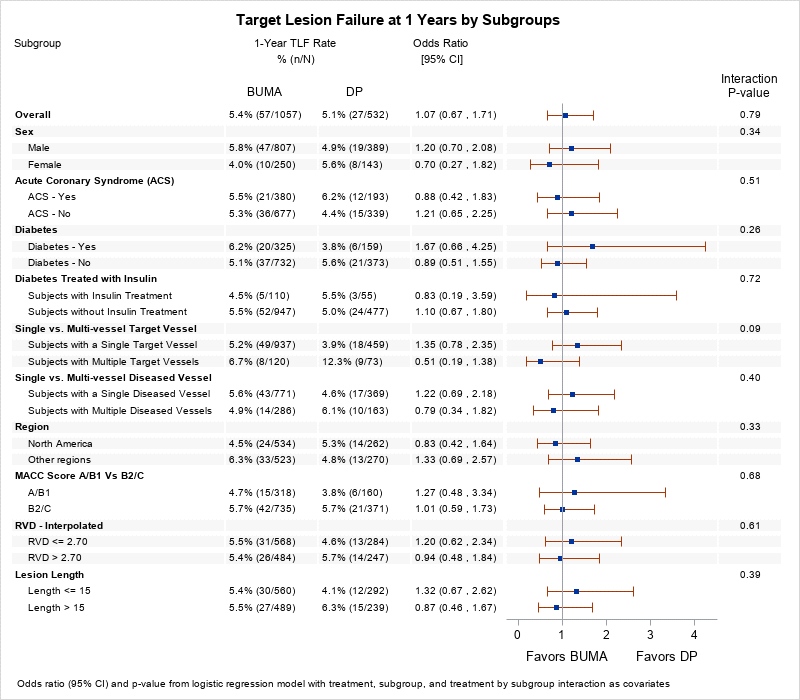 Target Lesion Failure at 1 Years by Subgroups
Subgroup 1-Year TLF Rate Odds Ratio
% (n/N) [95% CI]
Interaction
BUMA DP P-value
Overall 5.4% (57/1057) 5.1% (27/532) 1.07 (0.67 , 1.71) 0.79
Sex 0.34
Male 5.8% (47/807) 4.9% (19/389) 1.20 (0.70 , 2.08)
Female 4.0% (10/250) 5.6% (8/143) 0.70 (0.27 , 1.82)
Acute Coronary Syndrome (ACS) 0.51
ACS - Yes 5.5% (21/380) 6.2% (12/193) 0.88 (0.42 , 1.83)
ACS - No 5.3% (36/677) 4.4% (15/339) 1.21 (0.65 , 2.25)
Diabetes 0.26
Diabetes - Yes 6.2% (20/325) 3.8% (6/159) 1.67 (0.66 , 4.25)
Diabetes - No 5.1% (37/732) 5.6% (21/373) 0.89 (0.51 , 1.55)
Diabetes Treated with Insulin 0.72
Subjects with Insulin Treatment 4.5% (5/110) 5.5% (3/55) 0.83 (0.19 , 3.59)
Subjects without Insulin Treatment 5.5% (52/947) 5.0% (24/477) 1.10 (0.67 , 1.80)
Single vs. Multi-vessel Target Vessel 0.09
Subjects with a Single Target Vessel 5.2% (49/937) 3.9% (18/459) 1.35 (0.78 , 2.35)
Subjects with Multiple Target Vessels 6.7% (8/120) 12.3% (9/73) 0.51 (0.19 , 1.38)
Single vs. Multi-vessel Diseased Vessel 0.40
Subjects with a Single Diseased Vessel 5.6% (43/771) 4.6% (17/369) 1.22 (0.69 , 2.18)
Subjects with Multiple Diseased Vessels 4.9% (14/286) 6.1% (10/163) 0.79 (0.34 , 1.82)
Region 0.33
North America 4.5% (24/534) 5.3% (14/262) 0.83 (0.42 , 1.64)
Other regions 6.3% (33/523) 4.8% (13/270) 1.33 (0.69 , 2.57)
MACC Score A/B1 Vs B2/C 0.68
A/B1 4.7% (15/318) 3.8% (6/160) 1.27 (0.48 , 3.34)
B2/C 5.7% (42/735) 5.7% (21/371) 1.01 (0.59 , 1.73)
RVD - Interpolated 0.61
RVD <= 2.70 5.5% (31/568) 4.6% (13/284) 1.20 (0.62 , 2.34)
RVD > 2.70 5.4% (26/484) 5.7% (14/247) 0.94 (0.48 , 1.84)
Lesion Length 0.39
Length <= 15 5.4% (30/560) 4.1% (12/292) 1.32 (0.67 , 2.62)
Length > 15 5.5% (27/489) 6.3% (15/239) 0.87 (0.46 , 1.67)
0 1 2 3 4
Favors BUMA Favors DP
Odds ratio (95% CI) and p-value from logistic regression model with treatment, subgroup, and treatment by subgroup interaction as covariates